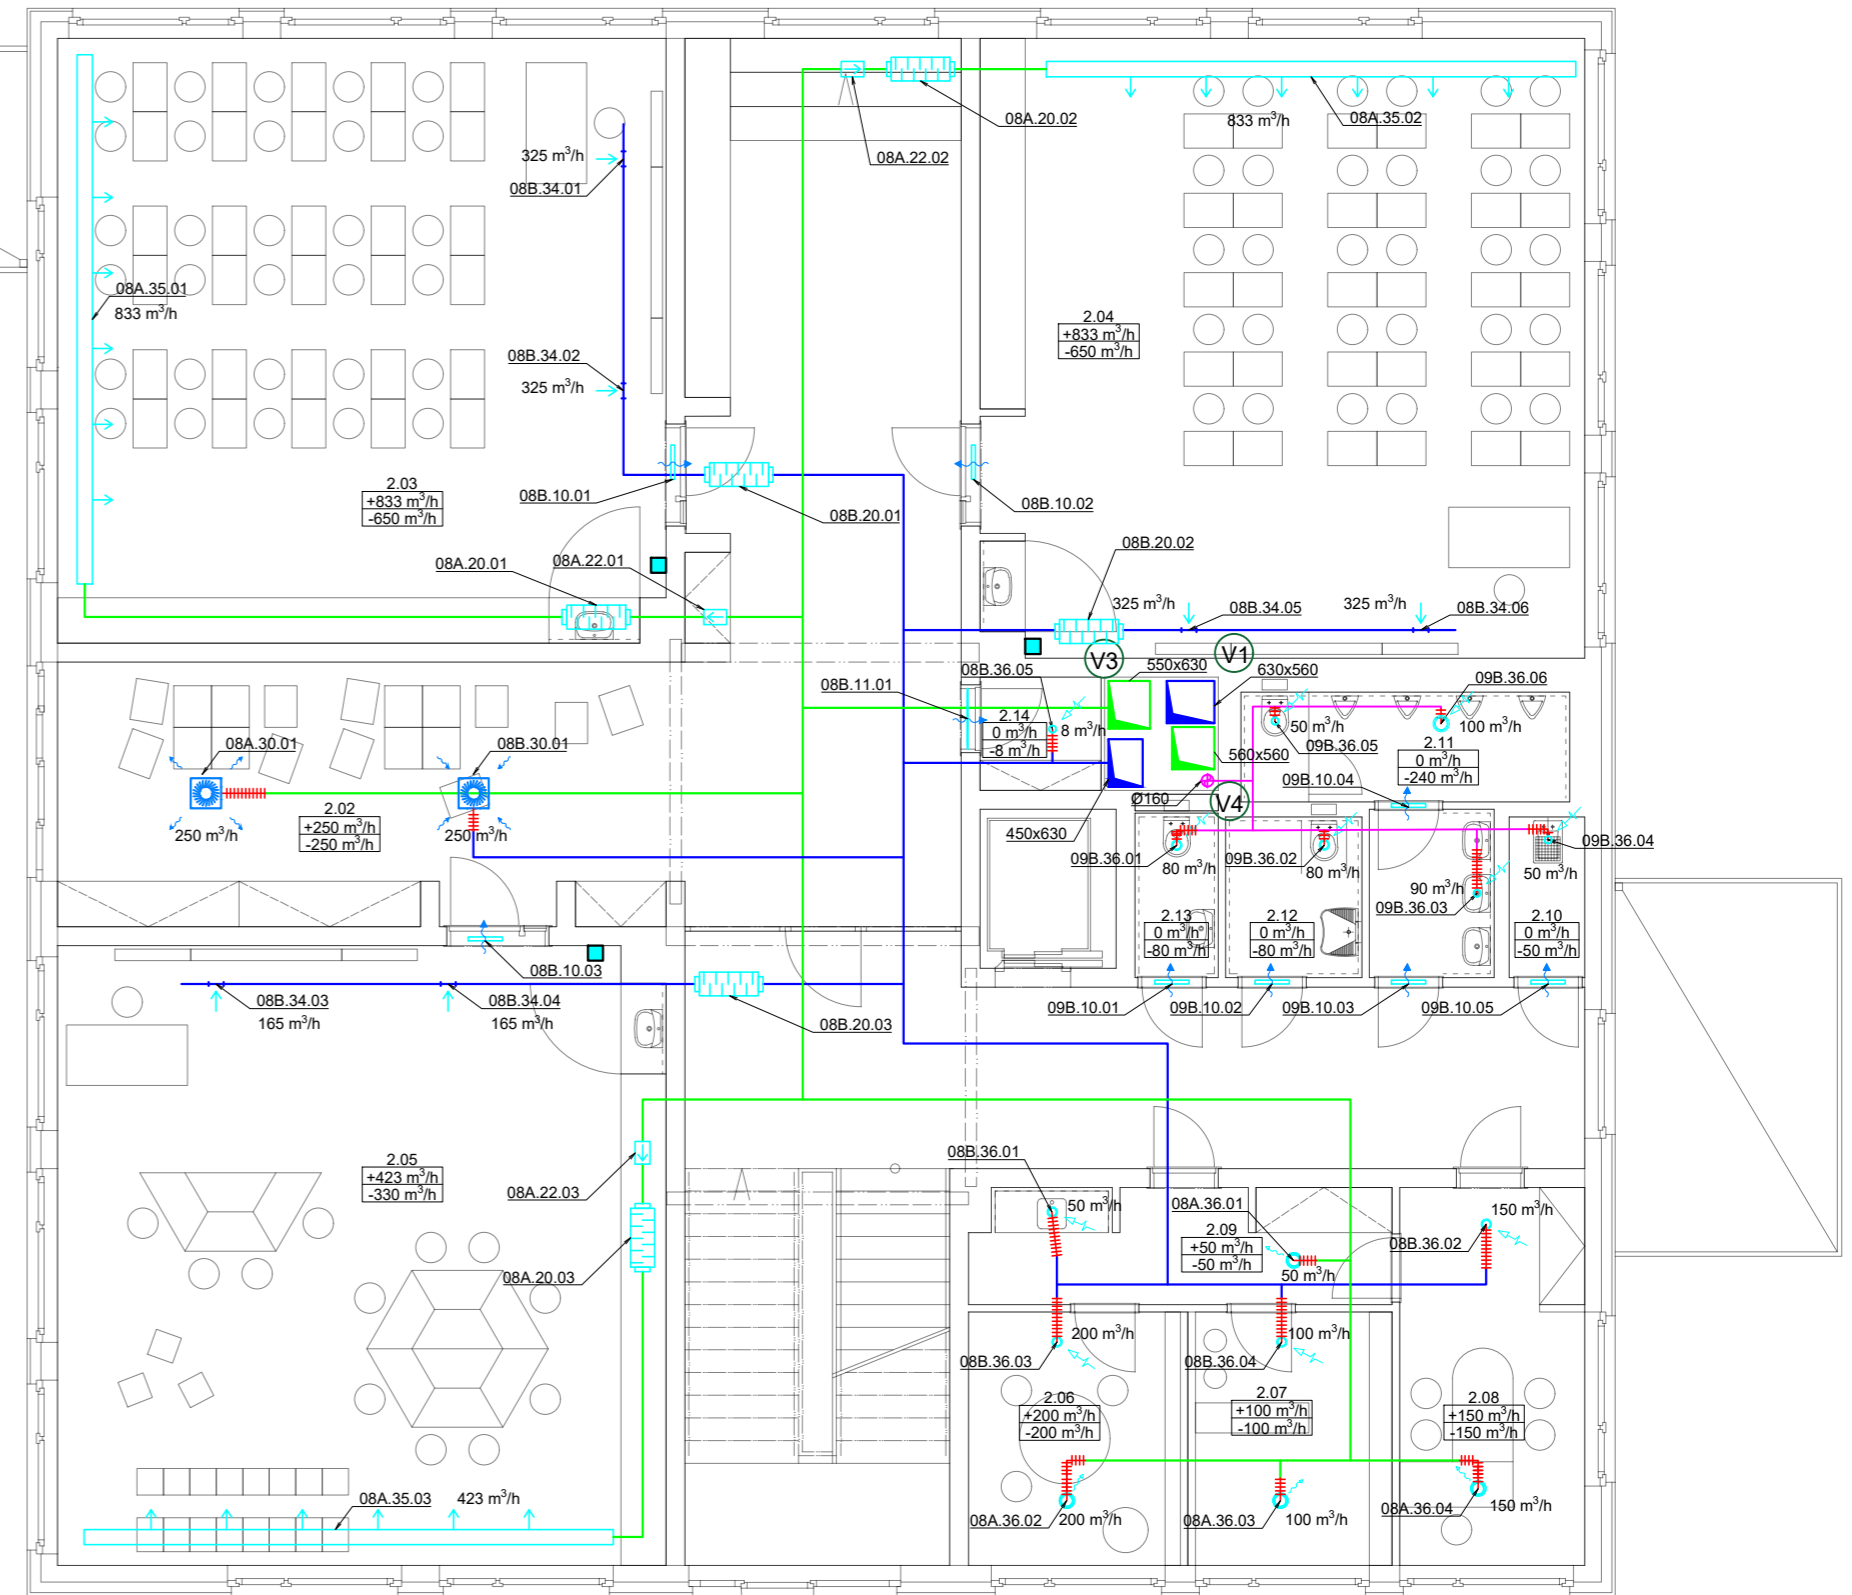 08A.20.02
833 m³/h
08A.35.02
08A.22.02
325 m³/h
08B.34.01
08A.35.01
833 m³/h
2.04
+833 m³/h
-650 m³/h
08B.34.02
325 m³/h
2.03
+833 m³/h
-650 m³/h
08B.10.01
08B.20.01
08B.10.02
08A.20.01
08A.22.01
08B.20.02
325 m³/h
08B.34.05
325 m³/h
08B.34.06
V3
V1
08B.36.05
550x630
630x560
09B.36.06
08B.11.01
2.14
0 m³/h
-8 m³/h
8 m³/h
50 m³/h
100 m³/h
09B.36.05
2.11
0 m³/h
-240 m³/h
560x560
09B.10.04
08A.30.01
08B.30.01
250 m³/h
2.02
+250 m³/h
-250 m³/h
250 m³/h
Ø160
V4
450x630
09B.36.01
80 m³/h
09B.36.02
80 m³/h
90 m³/h
09B.36.03
09B.36.04
50 m³/h
2.13
0 m³/h
-80 m³/h
2.12
0 m³/h
-80 m³/h
2.10
0 m³/h
-50 m³/h
08B.10.03
08B.34.03
165 m³/h
08B.34.04
165 m³/h
08B.20.03
09B.10.01
09B.10.02
09B.10.03
09B.10.05
2.05
+423 m³/h
-330 m³/h
08A.22.03
08A.20.03
08B.36.01
50 m³/h
08A.36.01
2.09
+50 m³/h
-50 m³/h
50 m³/h
150 m³/h
08B.36.02
200 m³/h
08B.36.03
100 m³/h
08B.36.04
2.06
+200 m³/h
-200 m³/h
2.07
+100 m³/h
-100 m³/h
2.08
+150 m³/h
-150 m³/h
08A.35.03
423 m³/h
08A.36.02
200 m³/h
08A.36.03
100 m³/h
08A.36.04
150 m³/h